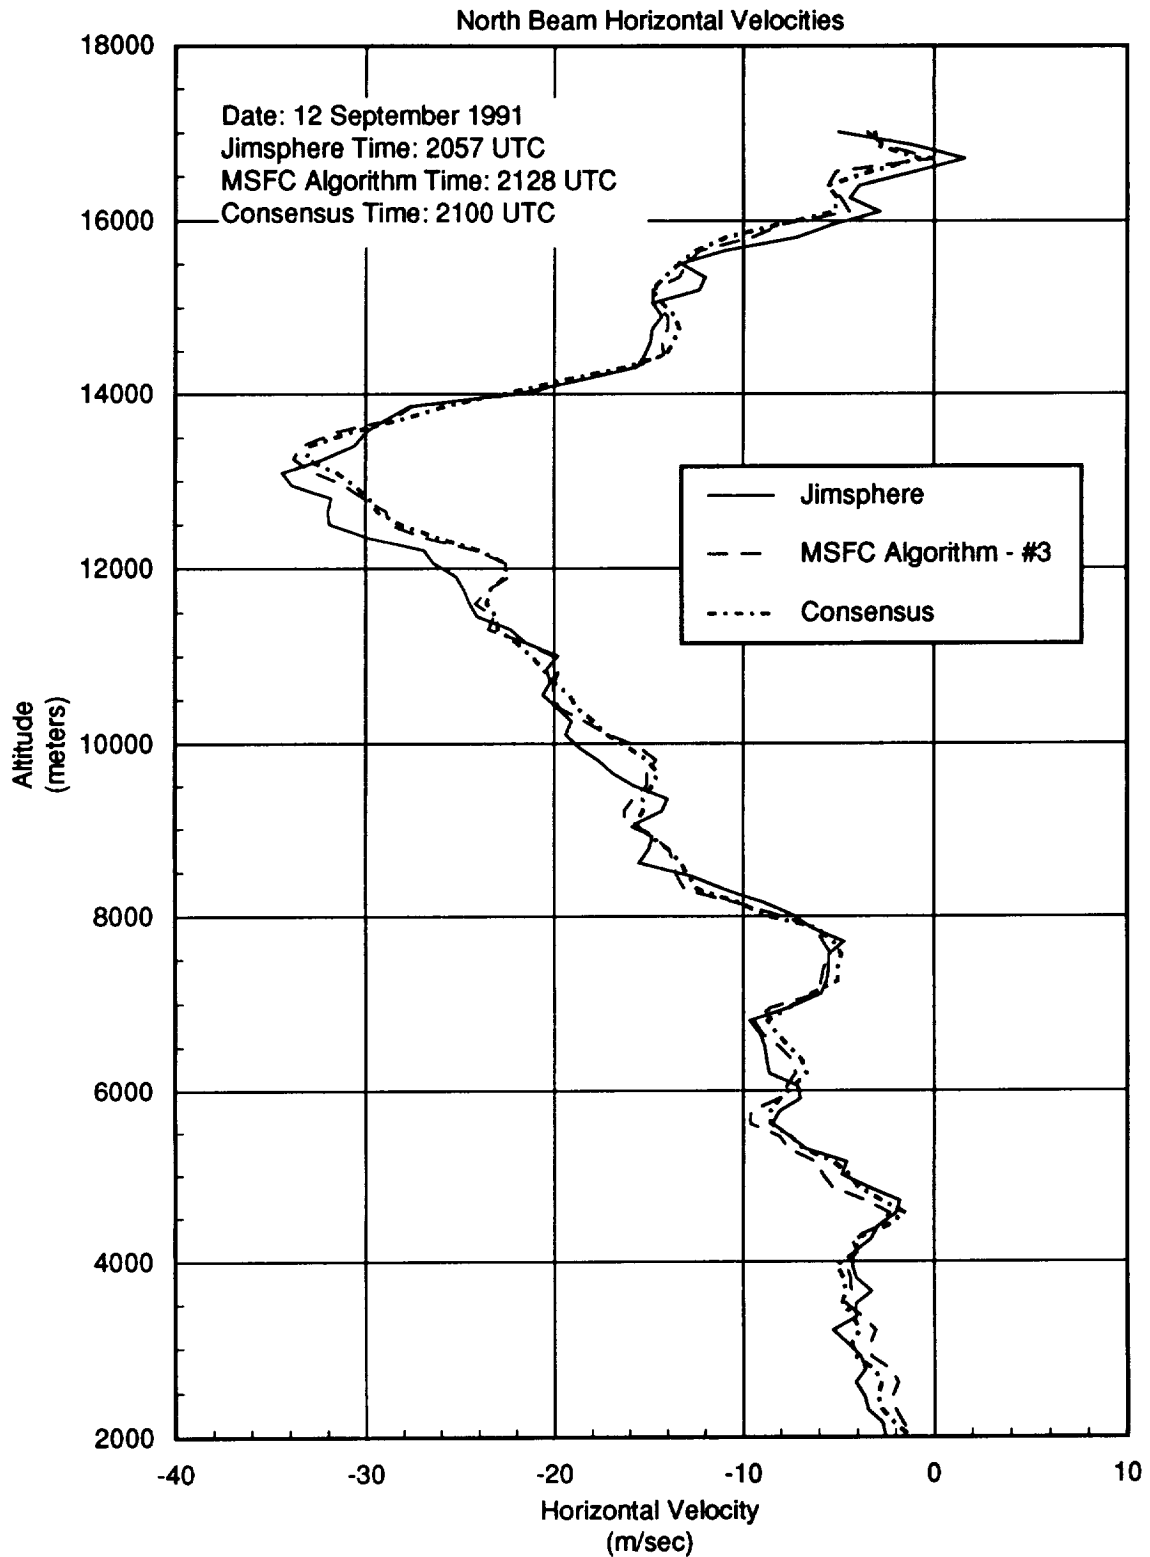 North Beam Horizontal Velocities
18000
Date: 12 September 1991
Jimsphere Time: 2057 UTC
MSFC Algorithm Time: 2128 UTC
Consensus Time: 2100 UTC
16000
14000
Jimsphere
MSFC Algorithm - #3
Consensus
12000
10000
Altitude
(meters)
8000
6000
4000
2000
-40 -30 -20 -10 0 10
Horizontal Velocity
(m/sec)